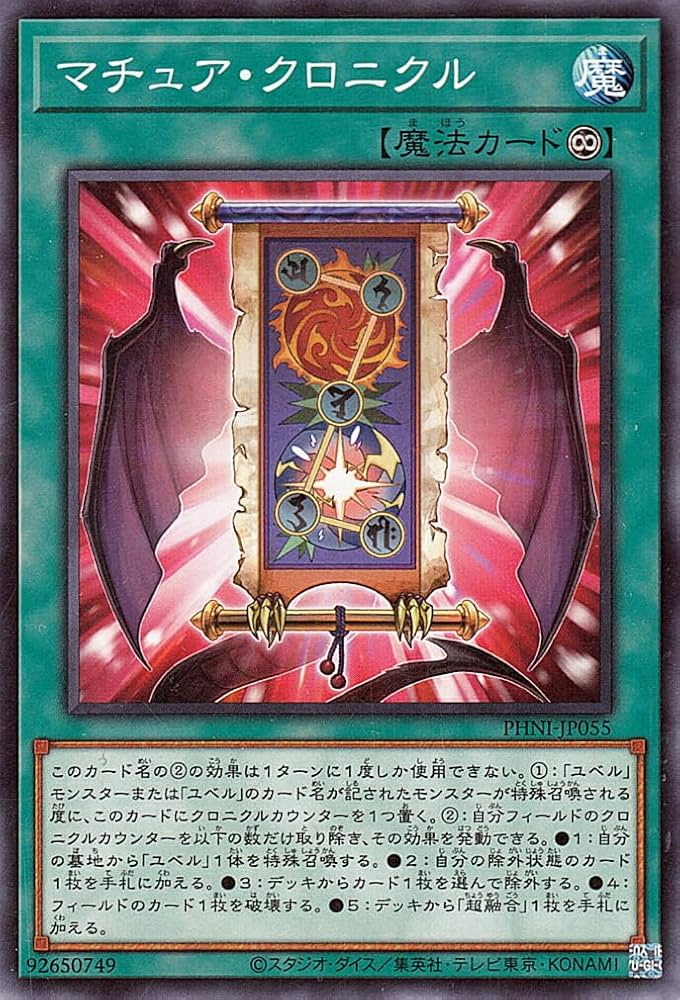 マチュア・クロニクル
魔
【魔法カード♾】
PHNI-JP055
このカード名の②の効果は1ターンに1度しか使用できない。①：「ユベル」
モンスターまたは「ユベル」のカード名が記されたモンスターが特殊召喚される
度に、このカードにクロニクルカウンターを1つ置く。②：自分フィールドのクロ
ニクルカウンターを以下の数だけ取り除き、その効果を発動できる。●1：自分
の墓地から「ユベル」1体を特殊召喚する。●2：自分の除外状態のカード
1枚を手札に加える。●3：デッキからカード1枚を選んで除外する。●4：
フィールドのカード1枚を破壊する。●5：デッキから「超融合」1枚を手札に
加える。
92650749
©スタジオ・ダイス／集英社・テレビ東京・KONAMI